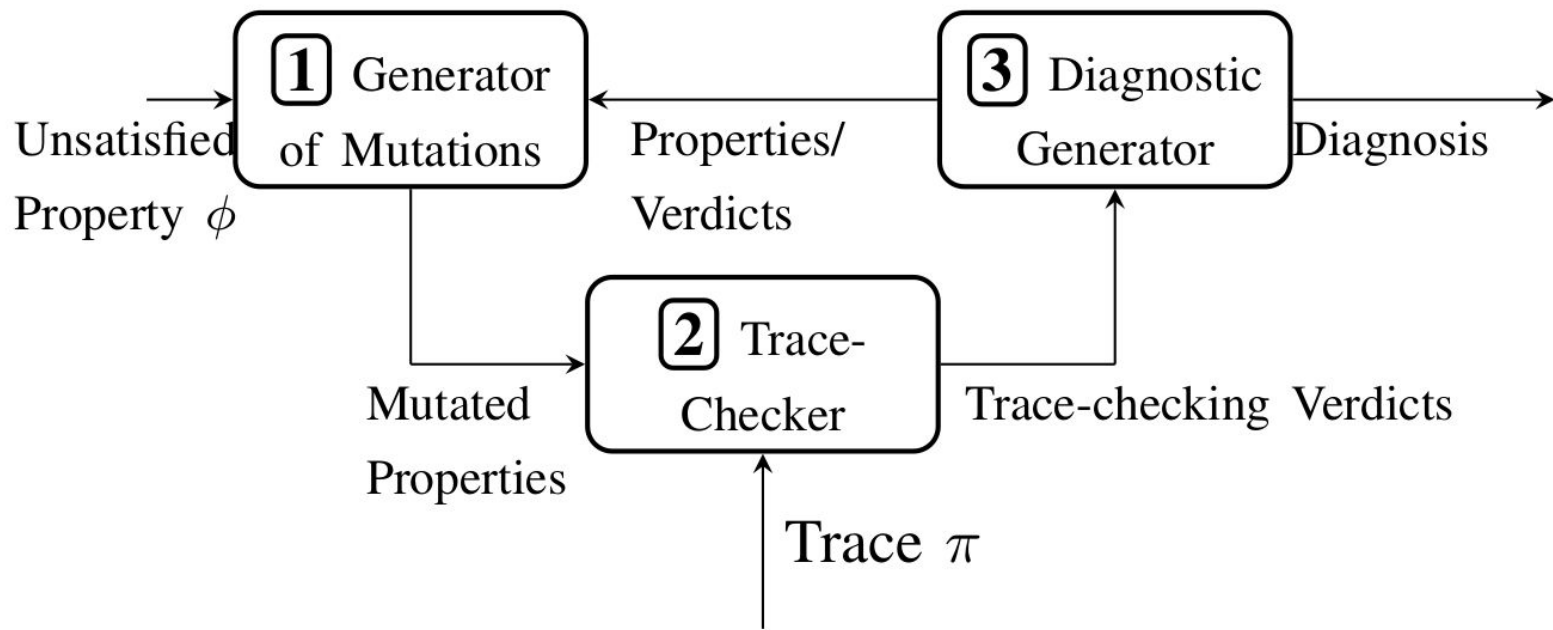 1 Generator
of Mutations
3 Diagnostic
Generator
Unsatisfied
Property ϕ
Properties/
Verdicts
Diagnosis
2 Trace-
Checker
Mutated
Properties
Trace-checking Verdicts
Trace π